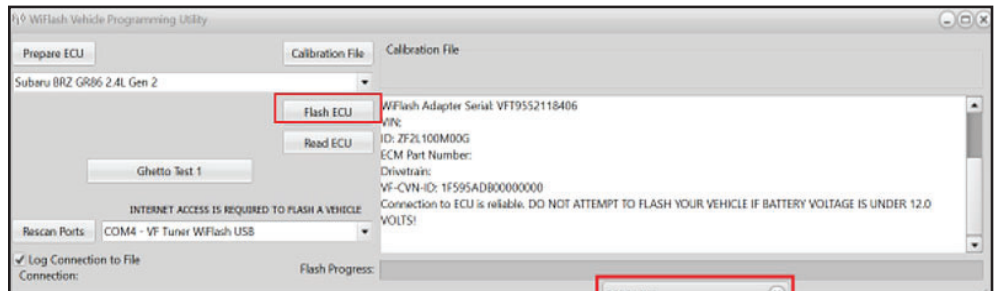 WiFlash Vehicle Programming Utility
Prepare ECU
Calibration File
Calibration File
Subaru BRZ GR86 2.4L Gen 2
Flash ECU
Read ECU
Ghetto Test 1
INTERNET ACCESS IS REQUIRED TO FLASH A VEHICLE
Rescan Ports
COM4 - VF Tuner WiFlash USB
Log Connection to File
Connection:
WiFlash Adapter Serial: VFT9552118406
VIN:
ID: ZF2L100M00G
ECM Part Number:
Drivetrain:
VF-CVN-ID: 1F595ADB00000000
Connection to ECU is reliable. DO NOT ATTEMPT TO FLASH YOUR VEHICLE IF BATTERY VOLTAGE IS UNDER 12.0
VOLTS!
Flash Progress: